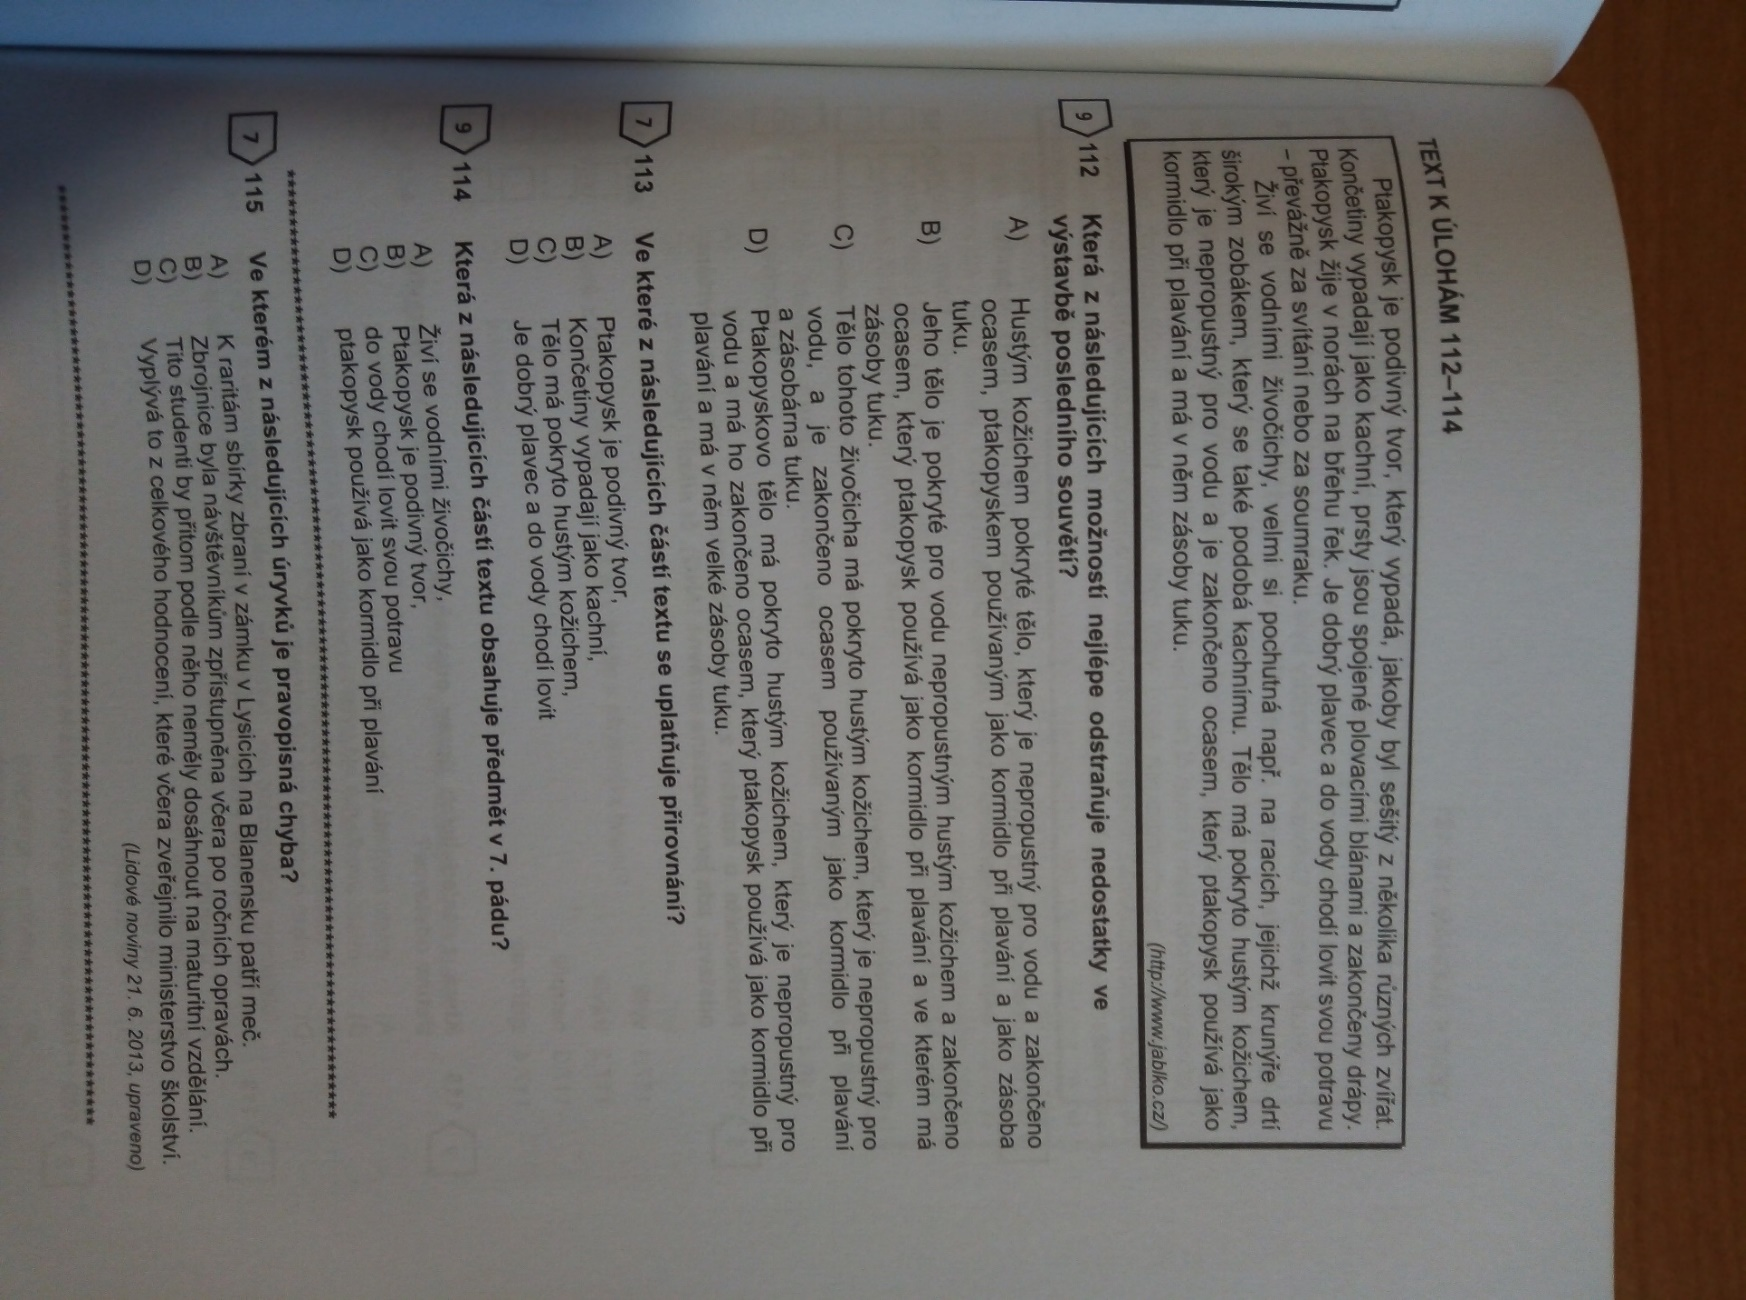 TEXT K ÚLOHÁM 112–114
Ptakopysk je podivný tvor, který vypadá, jakoby byl sešitý z několika různých zvířat.
Končetiny vypadají jako kachní, prsty jsou spojené plovacími blánami a zakončeny drápy.
Ptakopysk žije v norách na břehu řek. Je dobrý plavec a do vody chodí lovit svou potravu
– převážně za svítání nebo za soumraku.
Živí se vodními živočichy, velmi si pochutná např. na racích, jejichž krunýře drtí
širokým zobákem, který se také podobá kachnímu. Tělo má pokryto hustým kožichem,
který je nepropustný pro vodu a je zakončeno ocasem, který ptakopysk používá jako
kormidlo při plavání a má v něm zásoby tuku.
(http://www.jablko.cz/)
9 112 Která z následujících možností nejlépe odstraňuje nedostatky ve
výstavbě posledního souvětí?
A) Hustým kožichem pokryté tělo, který je nepropustný pro vodu a zakončeno
ocasem, ptakopyskem používaným jako kormidlo při plavání a jako zásoba
tuku.
B) Jeho tělo je pokryté pro vodu nepropustným hustým kožichem a zakončeno
ocasem, který ptakopysk používá jako kormidlo při plavání a ve kterém má
zásoby tuku.
C) Tělo tohoto živočicha má pokryto hustým kožichem, který je nepropustný pro
vodu, a je zakončeno ocasem používaným jako kormidlo při plavání
a zásobárna tuku.
D) Ptakopyskovo tělo má pokryto hustým kožichem, který je nepropustný pro
vodu a má ho zakončeno ocasem, který ptakopysk používá jako kormidlo při
plavání a má v něm velké zásoby tuku.
7 113 Ve které z následujících částí textu se uplatňuje přirovnání?
A) Ptakopysk je podivný tvor,
B) Končetiny vypadají jako kachní,
C) Tělo má pokryto hustým kožichem,
D) Je dobrý plavec a do vody chodí lovit
9 114 Která z následujících částí textu obsahuje předmět v 7. pádu?
A) Živí se vodními živočichy,
B) Ptakopysk je podivný tvor,
C) do vody chodí lovit svou potravu
D) ptakopysk používá jako kormidlo při plavání
7 115 Ve kterém z následujících úryvků je pravopisná chyba?
A) K raritám sbírky zbraní v zámku v Lysicích na Blanensku patří meč.
B) Zbrojnice byla návštěvníkům zpřístupněna včera po ročních opravách.
C) Tito studenti by přitom podle něho neměly dosáhnout na maturitní vzdělání.
D) Vyplývá to z celkového hodnocení, které včera zveřejnilo ministerstvo školství.
(Lidové noviny 21. 6. 2013, upraveno)